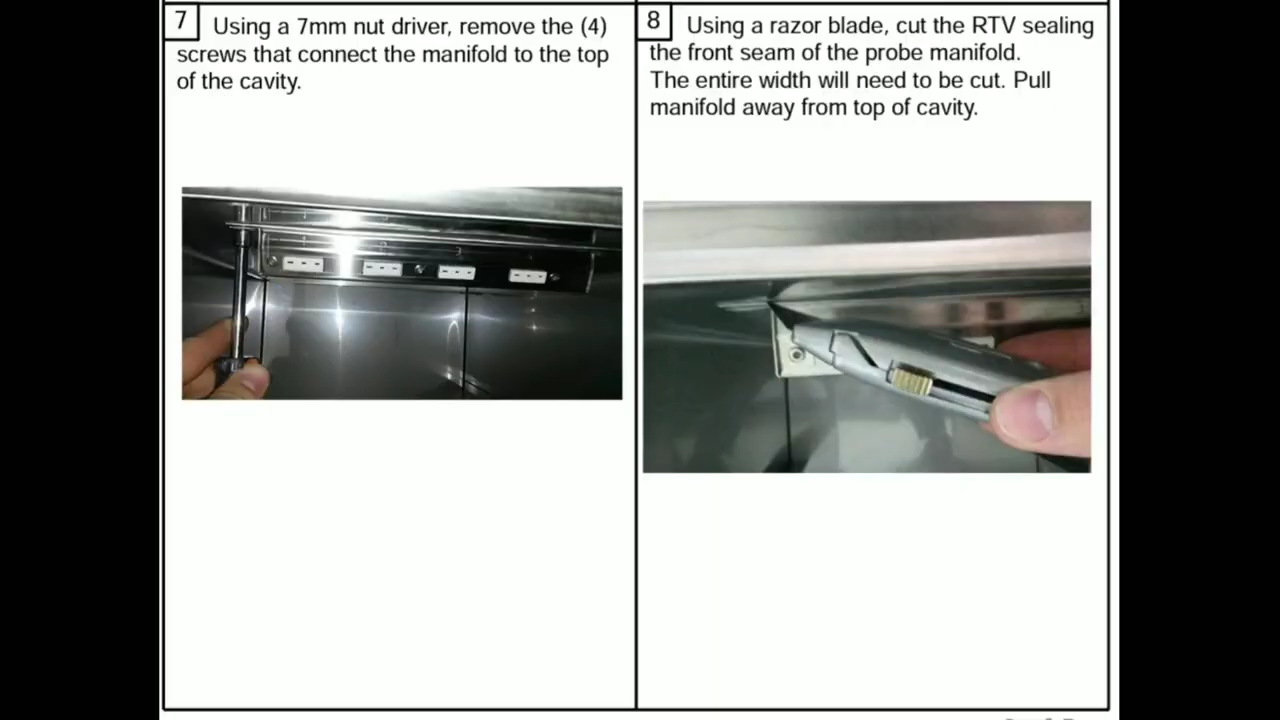 7 Using a 7mm nut driver, remove the (4)
screws that connect the manifold to the top
of the cavity.
8 Using a razor blade, cut the RTV sealing
the front seam of the probe manifold.
The entire width will need to be cut. Pull
manifold away from top of cavity.